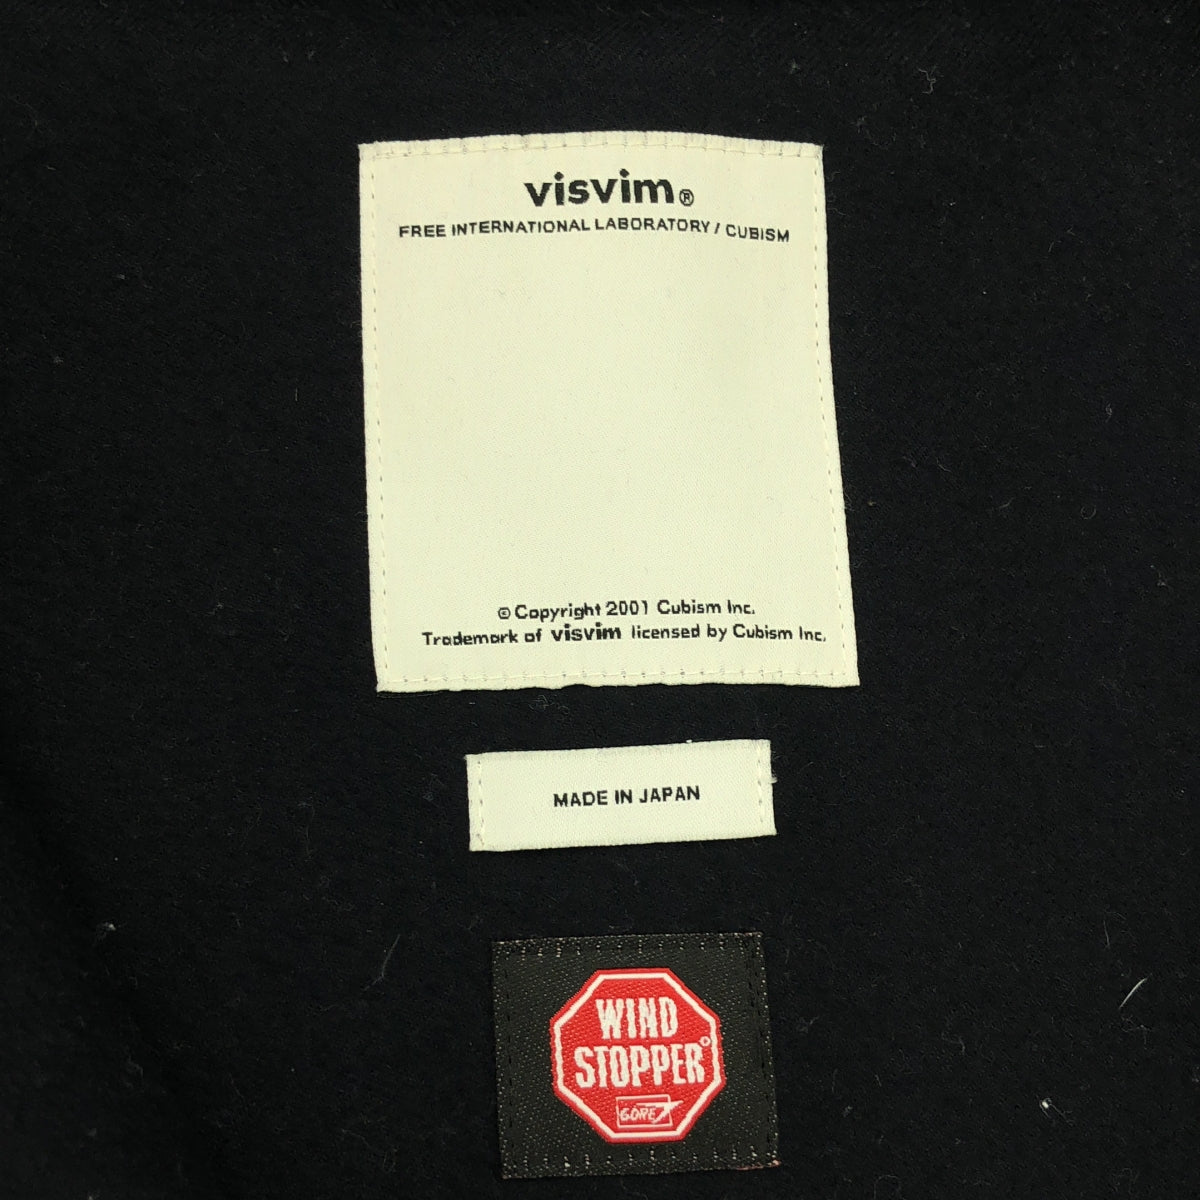 visvim®
FREE INTERNATIONAL LABORATORY / CUBISM
© Copyright 2001 Cubism Inc.
Trademark of visvim licensed by Cubism Inc.
MADE IN JAPAN
WIND
STOPPER®
GORE